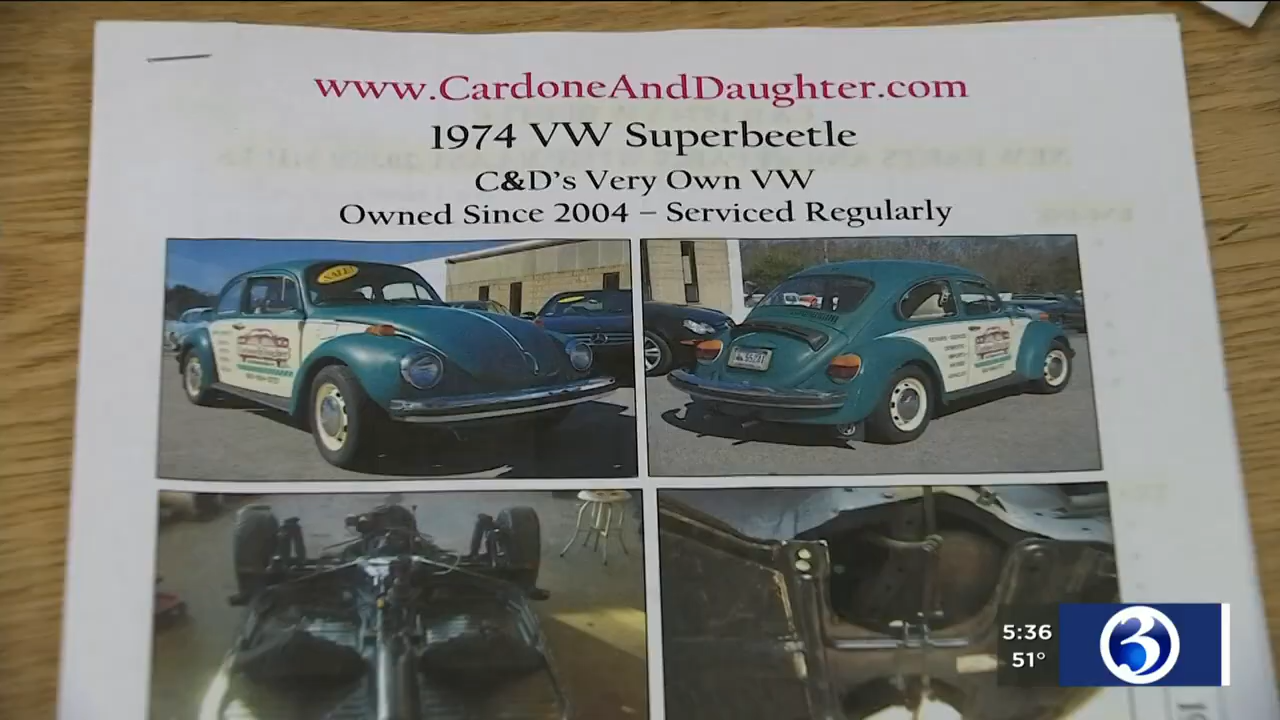 www.CardoneAndDaughter.com
1974 VW Superbeetle
C&D's Very Own VW
Owned Since 2004 – Serviced Regularly
SALE!
5:36
51°
3